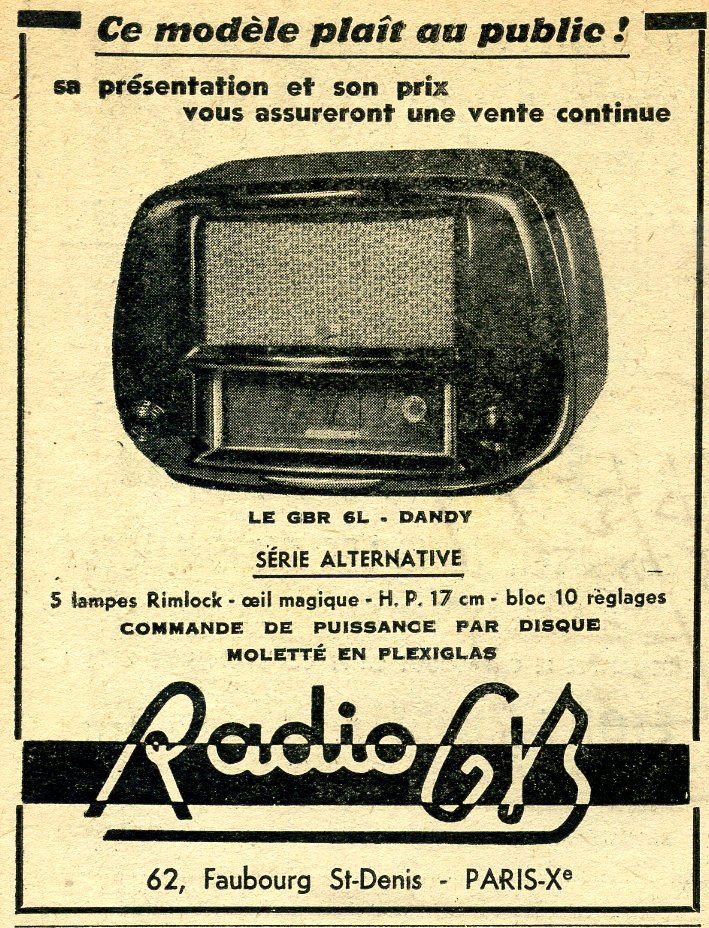 Ce modèle plaît au public !
sa présentation et son prix
vous assureront une vente continue
LE GBR 6L - DANDY
SÉRIE ALTERNATIVE
5 lampes Rimlock - œil magique - H. P. 17 cm - bloc 10 règlages
COMMANDE DE PUISSANCE PAR DISQUE
MOLETTÉ EN PLEXIGLAS
Radio GB
62, Faubourg St-Denis - PARIS-Xᵉ